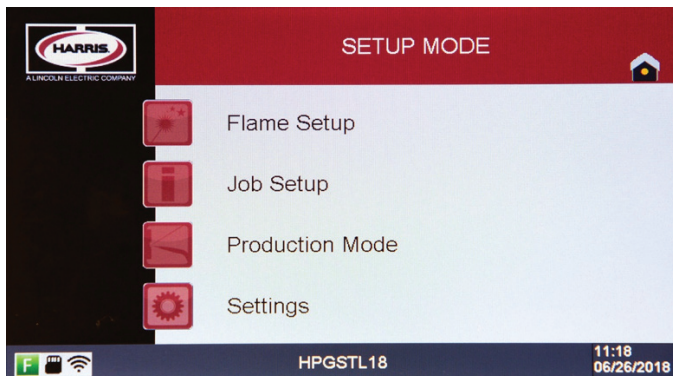 HARRIS
A LINCOLN ELECTRIC COMPANY
SETUP MODE
Flame Setup
Job Setup
Production Mode
Settings
F
HPGSTL18
11:18
06/26/2018